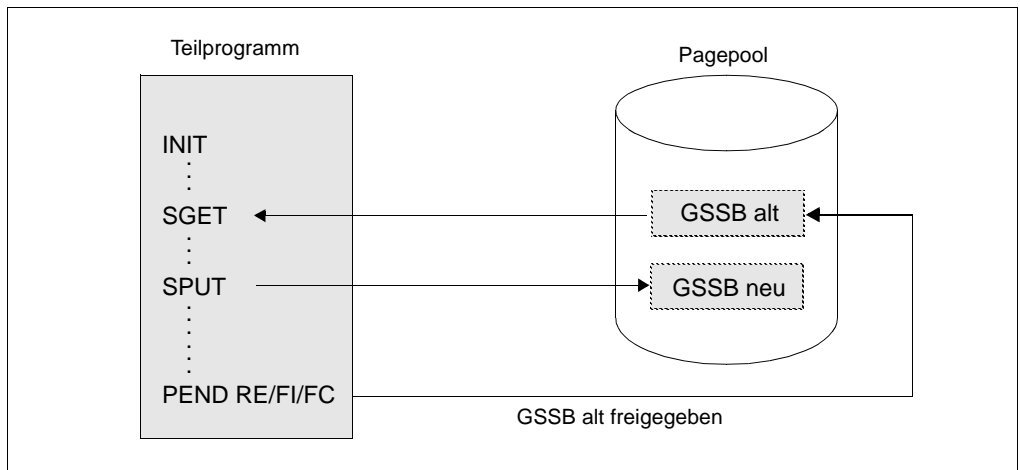 Teilprogramm
Pagepool
INIT
SGET
GSSB alt
SPUT
GSSB neu
PEND RE/FI/FC
GSSB alt freigegeben